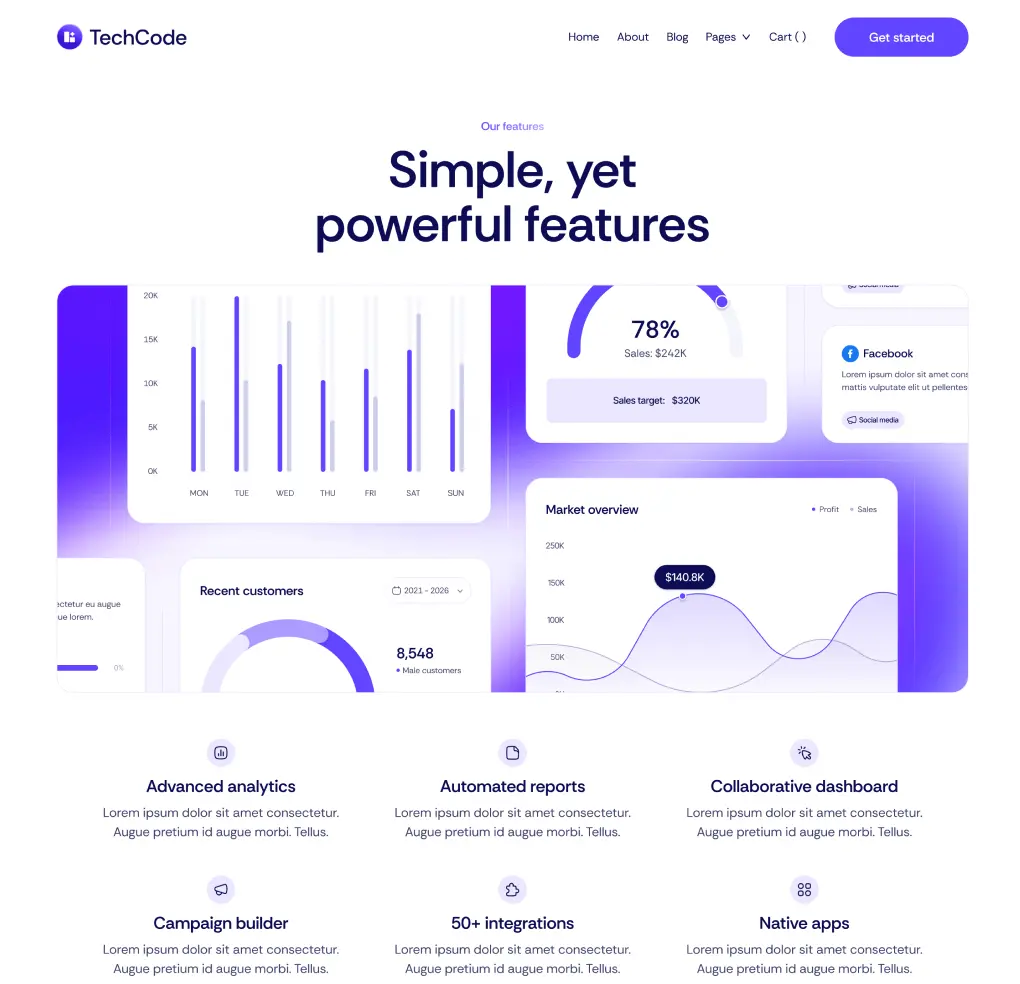 TechCode
Home About Blog Pages Cart ( ) Get started
Our features
Simple, yet
powerful features
20K
15K
10K
5K
0K
MON TUE WED THU FRI SAT SUN
78%
Sales: $242K
Sales target: $320K
Social media
Facebook
Lorem ipsum dolor sit amet
mattis vulputate elit ut
Social media
eu augue
lorem.
0%
Recent customers
2021 - 2026
8,548
Male customers
Market overview
Profit Sales
250K
150K
100K
50K
$140.8K
Advanced analytics
Lorem ipsum dolor sit amet consectetur.
Augue pretium id augue morbi. Tellus.
Automated reports
Lorem ipsum dolor sit amet consectetur.
Augue pretium id augue morbi. Tellus.
Collaborative dashboard
Lorem ipsum dolor sit amet consectetur.
Augue pretium id augue morbi. Tellus.
Campaign builder
Lorem ipsum dolor sit amet consectetur.
Augue pretium id augue morbi. Tellus.
50+ integrations
Lorem ipsum dolor sit amet consectetur.
Augue pretium id augue morbi. Tellus.
Native apps
Lorem ipsum dolor sit amet consectetur.
Augue pretium id augue morbi. Tellus.